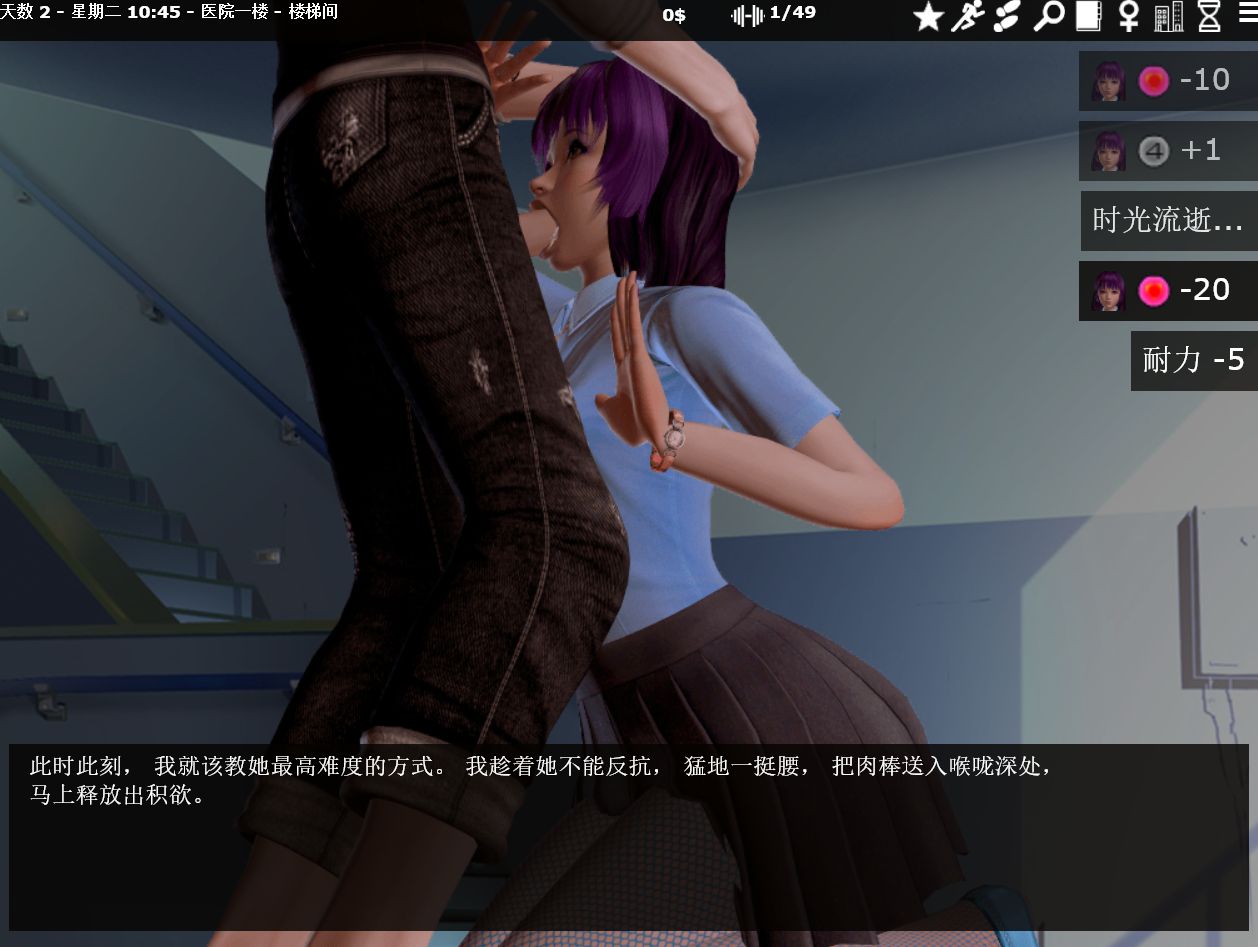 天数 2 - 星期二 10:45 - 医院一楼 - 楼梯间
0$
1/49
-10
4 +1
时光流逝...
-20
耐力 -5
此时此刻， 我就该教她最高难度的方式。 我趁着她不能反抗， 猛地一挺腰， 把肉棒送入喉咙深处，
马上释放出积欲。